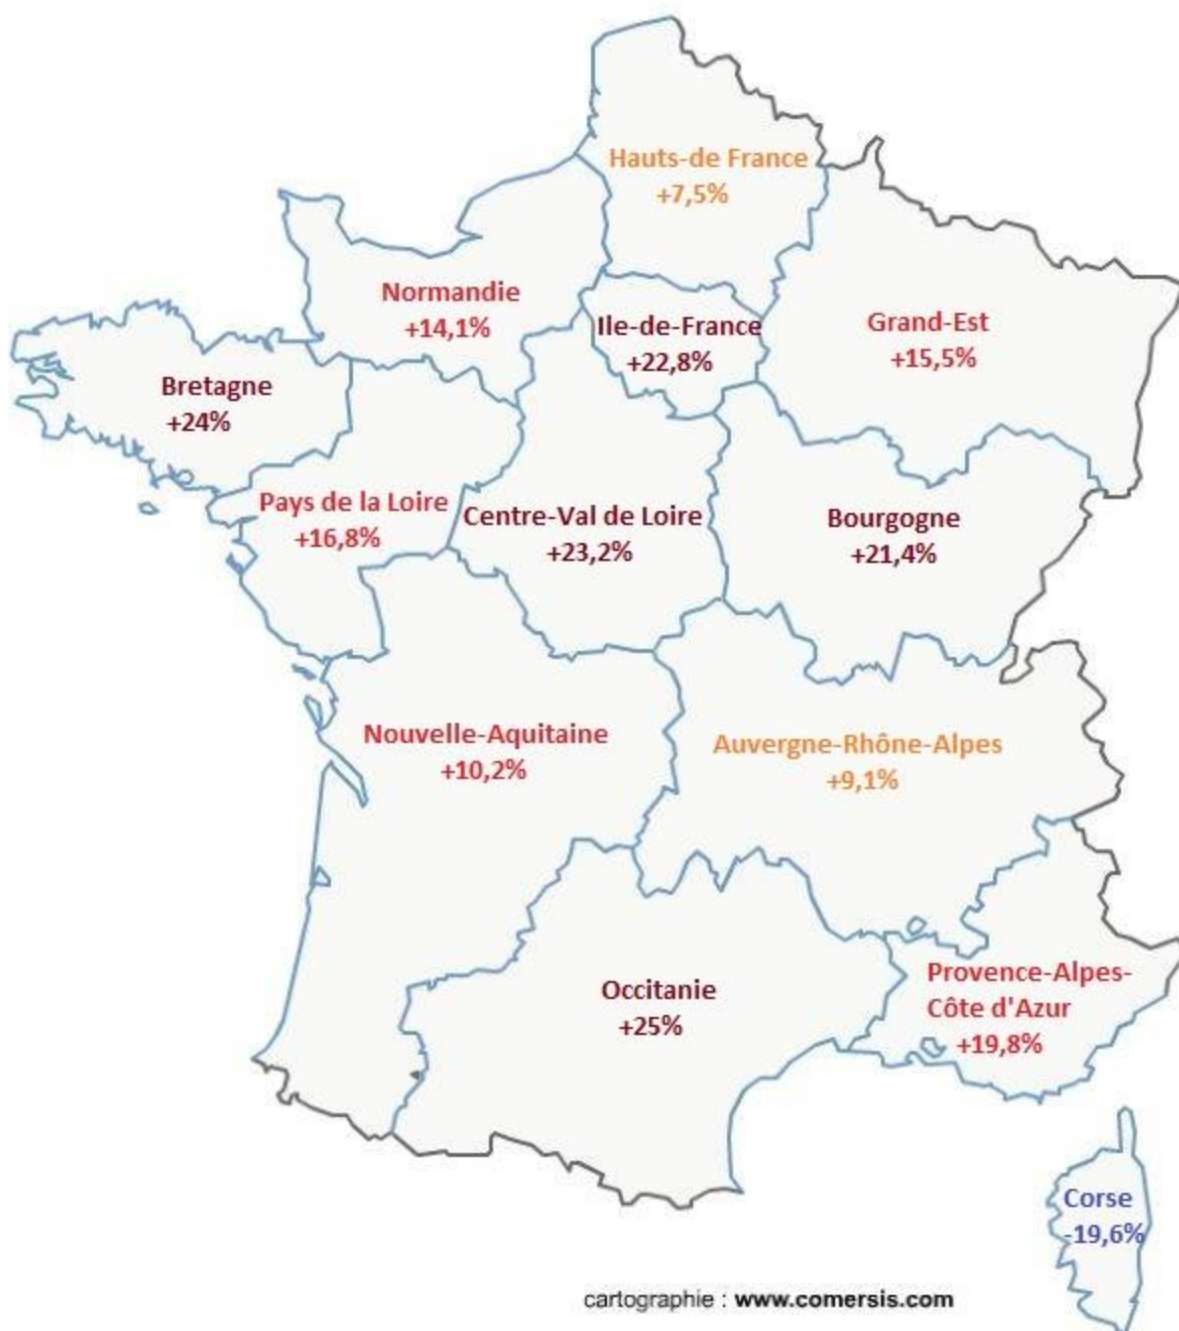 Hauts-de France
+7,5%
Normandie
+14,1%
Ile-de-France
+22,8%
Grand-Est
+15,5%
Bretagne
+24%
Pays de la Loire
+16,8%
Centre-Val de Loire
+23,2%
Bourgogne
+21,4%
Nouvelle-Aquitaine
+10,2%
Auvergne-Rhône-Alpes
+9,1%
Occitanie
+25%
Provence-Alpes-
Côte d'Azur
+19,8%
Corse
-19,6%
cartographie : www.comersis.com